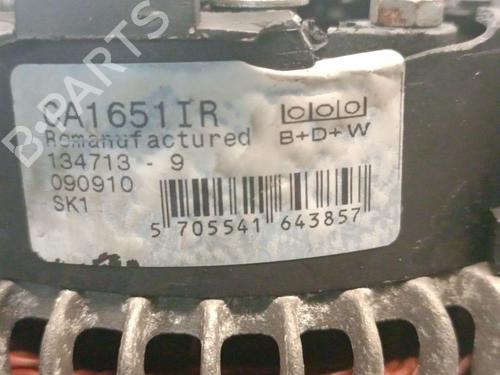 B-PARTS
CA1651IR
Remanufactured
B+D+W
134713 - 9
090910
SK1
5 705541 643857